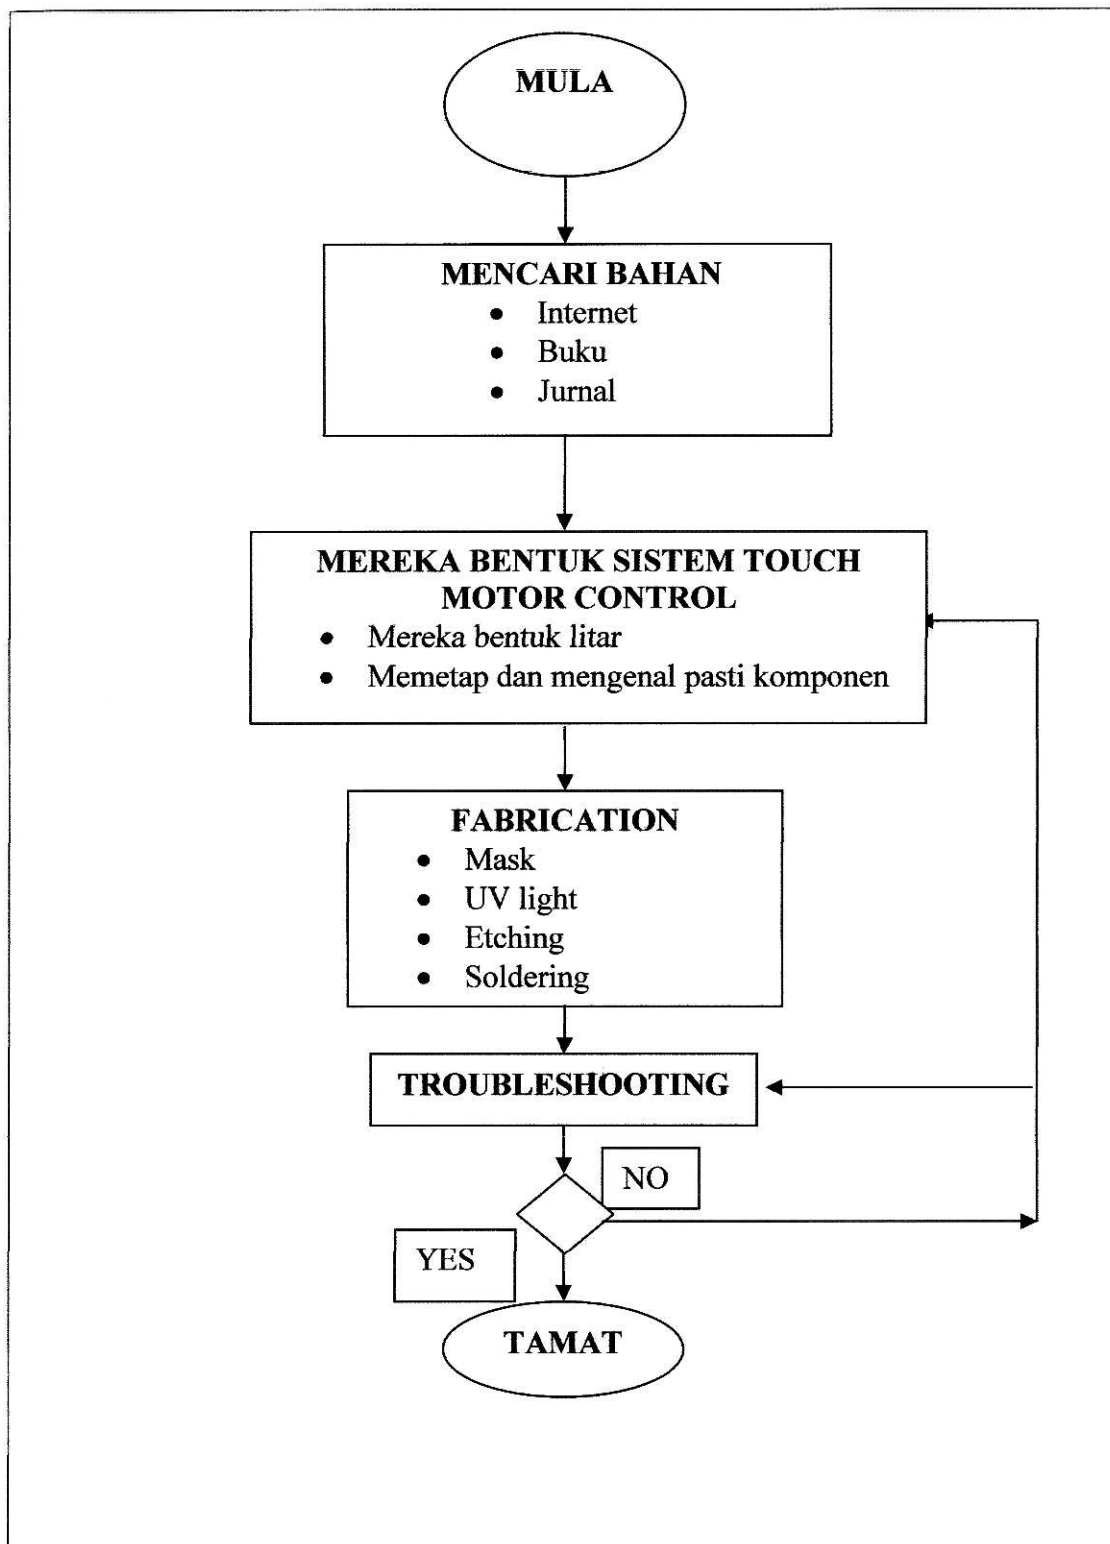 MULA
MENCARI BAHAN
• Internet
• Buku
• Jurnal
MEREKA BENTUK SISTEM TOUCH
MOTOR CONTROL
• Mereka bentuk litar
• Memetap dan mengenal pasti komponen
FABRICATION
• Mask
• UV light
• Etching
• Soldering
TROUBLESHOOTING
NO
YES
TAMAT